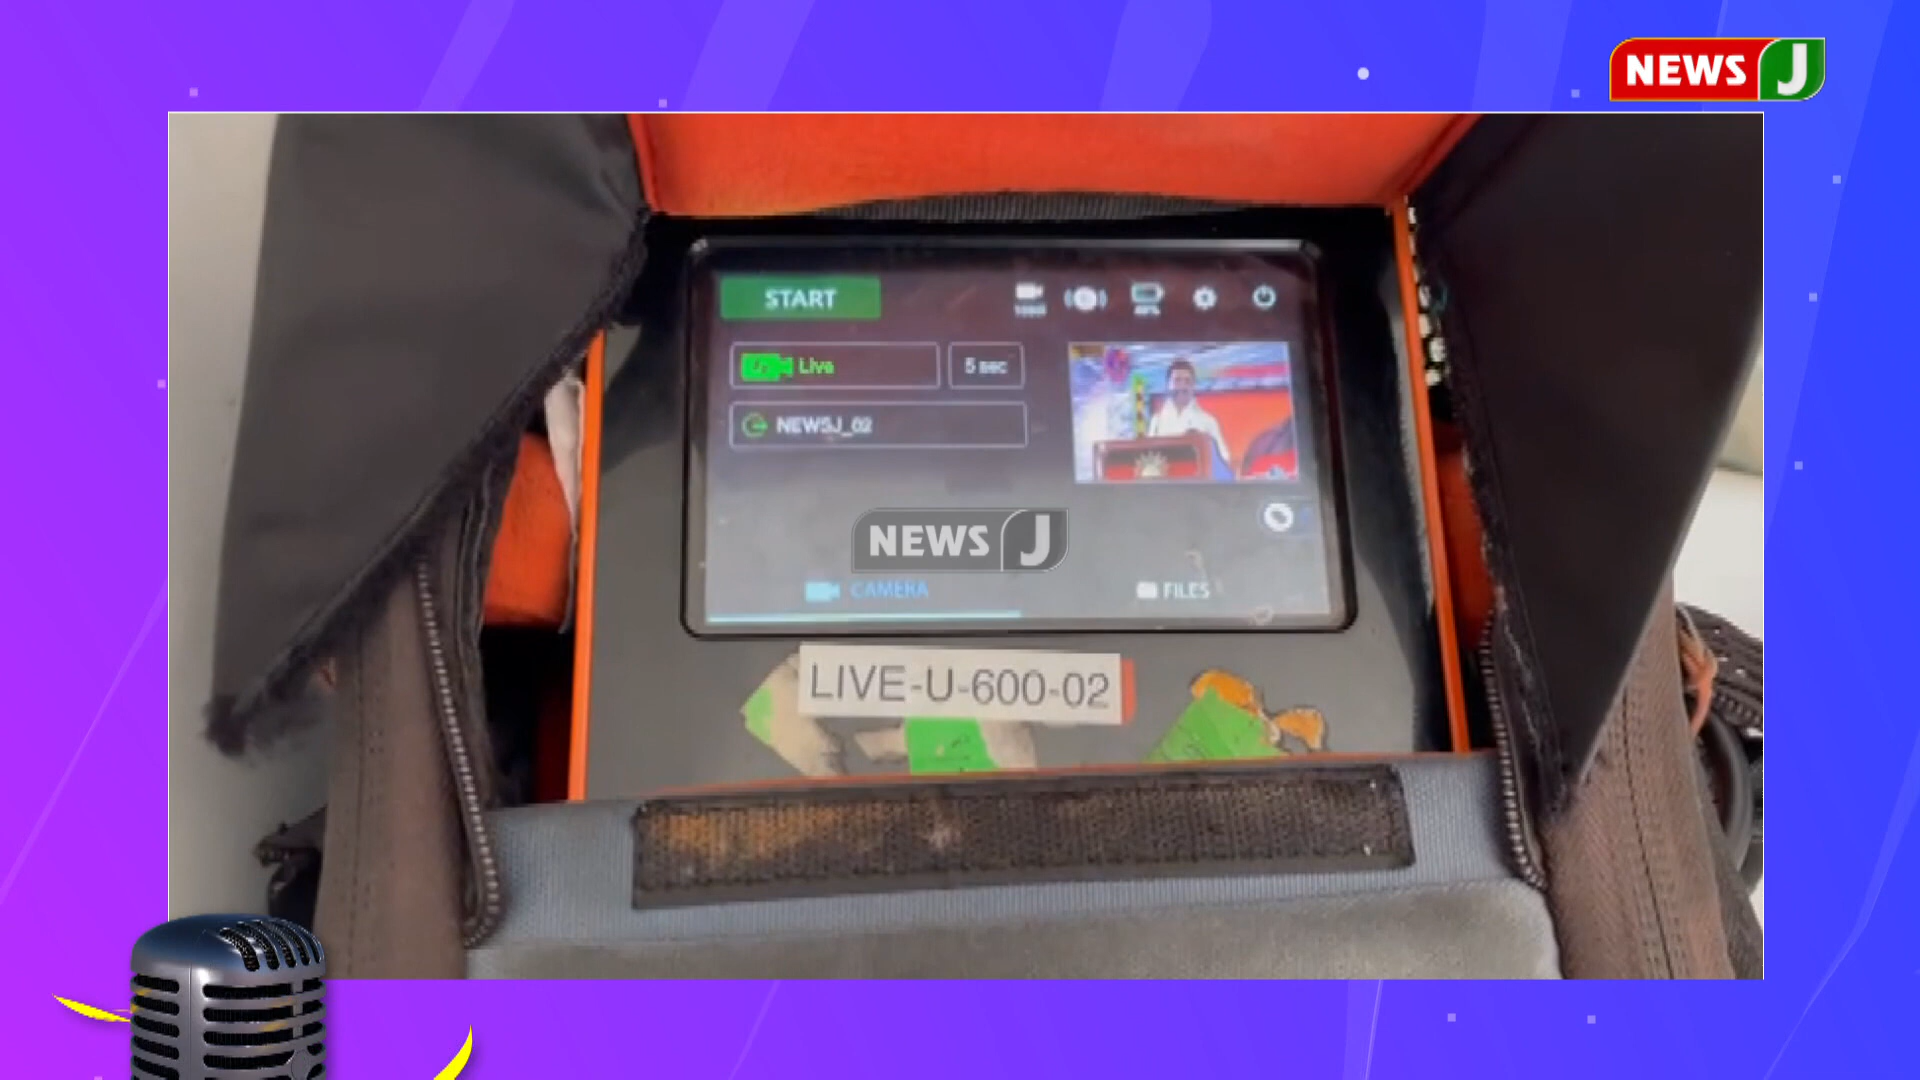 NEWS J
START
Live
5 sec
NEWSJ_02
NEWS J
CAMERA
FILES
LIVE-U-600-02